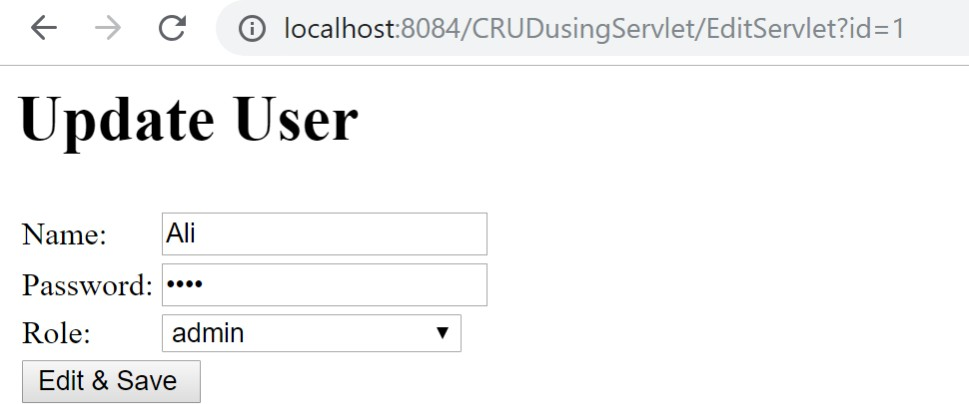 localhost:8084/CRUDusingServlet/EditServlet?id=1
Update User
Name: Ali
Password: ••••
Role: admin
Edit & Save